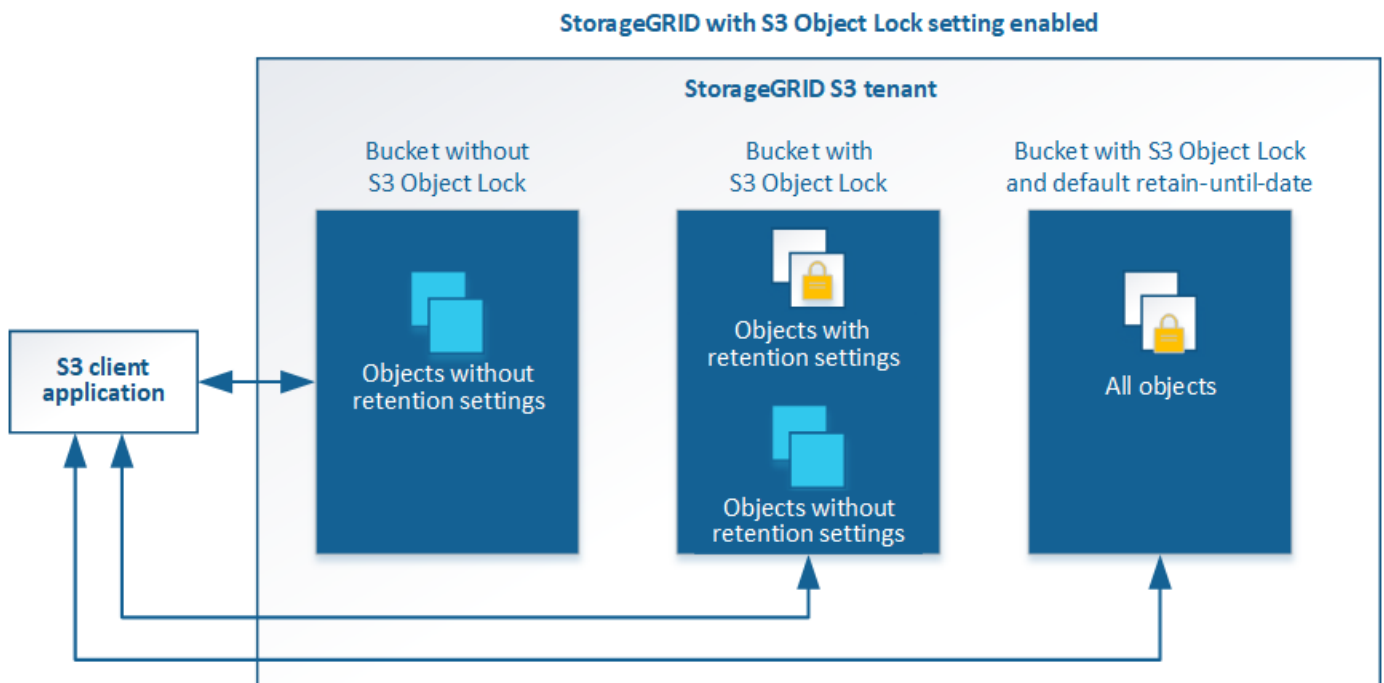 StorageGRID with S3 Object Lock setting enabled
StorageGRID S3 tenant
Bucket without
S3 Object Lock
Bucket with
S3 Object Lock
Bucket with S3 Object Lock
and default retain-until-date
S3 client
application
Objects without
retention settings
Objects with
retention settings
Objects without
retention settings
All objects